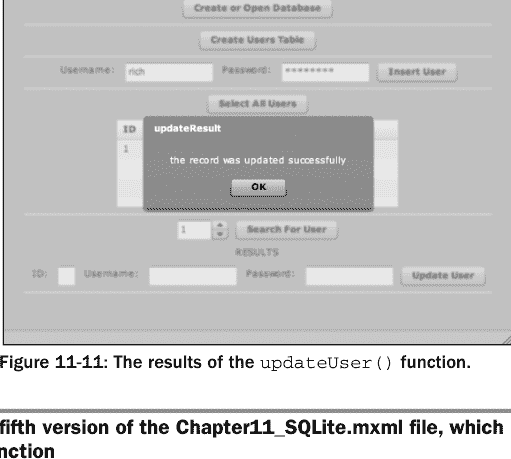 Create or Open Database
Create Users Table
Username: rich Password: ******** Insert User
Select All Users
ID
updateResult
1
the record was updated successfully
OK
1 Search For User
RESULTS
ID: Username: Password: Update User
Figure 11-11: The results of the updateUser() function.
fifth version of the Chapter11_SQLite.mxml file, which
nction